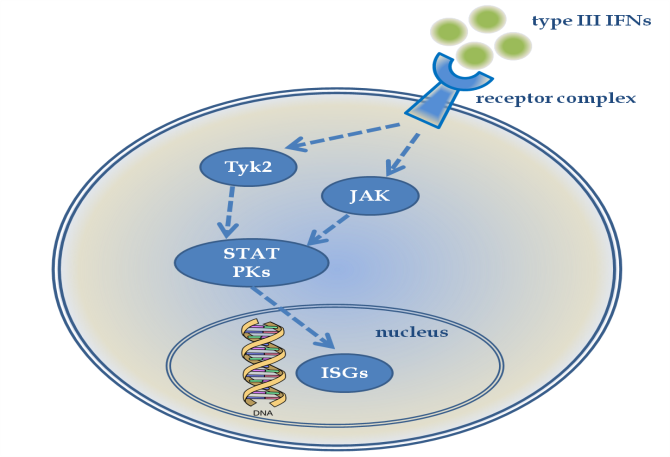 type III IFNs
receptor complex
Tyk2
JAK
STAT
PKs
nucleus
ISGs
DNA